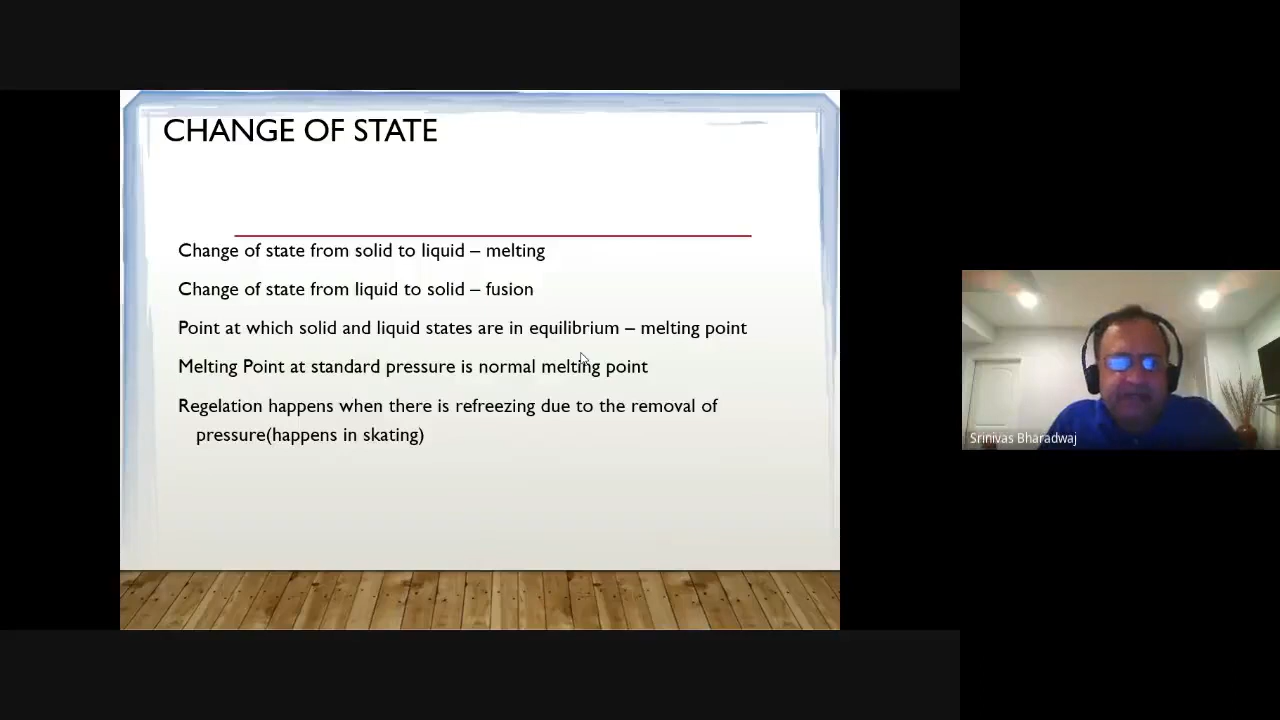 CHANGE OF STATE
Change of state from solid to liquid – melting
Change of state from liquid to solid – fusion
Point at which solid and liquid states are in equilibrium – melting point
Melting Point at standard pressure is normal melting point
Regelation happens when there is refreezing due to the removal of
pressure(happens in skating)
Srinivas Bharadwaj